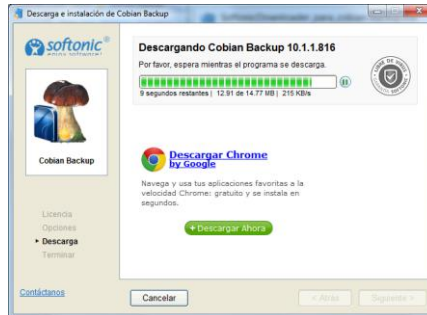 Descarga e instalación de Cobian Backup
softonic
Descargando Cobian Backup 10.1.1.816
Por favor, espera mientras el programa se descarga.
9 segundos restantes | 12.91 de 14.77 MB | 215 KB/s
Cobian Backup
Descargar Chrome
by Google
Navega y usa tus aplicaciones favoritas a la
velocidad Chrome: gratuito y se instala en
segundos.
+ Descargar Ahora
Licencia
Opciones
Descarga
Terminar
Contáctanos
Cancelar
< Atrás
Siguiente >